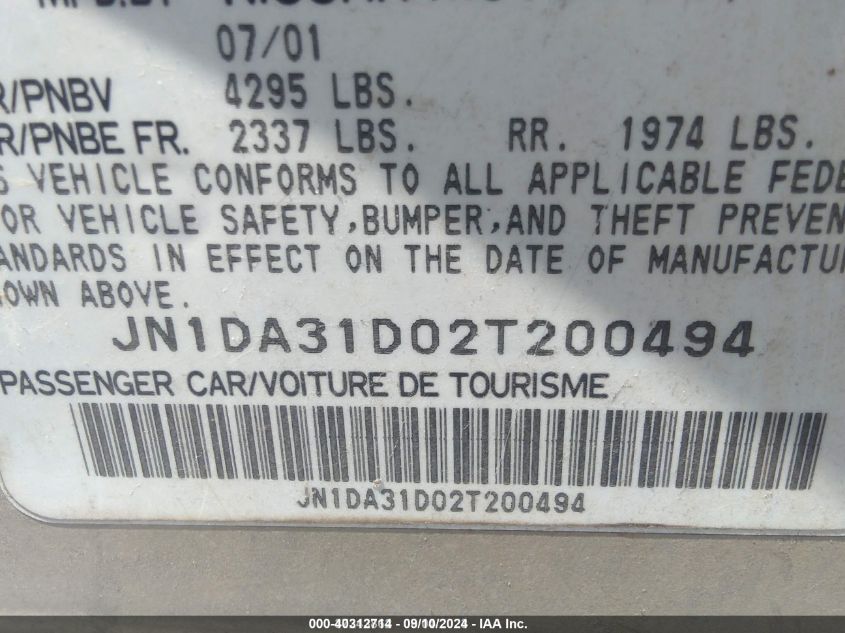 07/01
R/PNBV 4295 LBS.
R/PNBE FR. 2337 LBS. RR. 1974 LBS.
S VEHICLE CONFORMS TO ALL APPLICABLE FEDE
OR VEHICLE SAFETY,BUMPER,AND THEFT PREVEN
ANDARDS IN EFFECT ON THE DATE OF MANUFACTU
OWN ABOVE.
JN1DA31D02T200494
PASSENGER CAR/VOITURE DE TOURISME
JN1DA31D02T200494
000-40312714 - 09/10/2024 - IAA Inc.